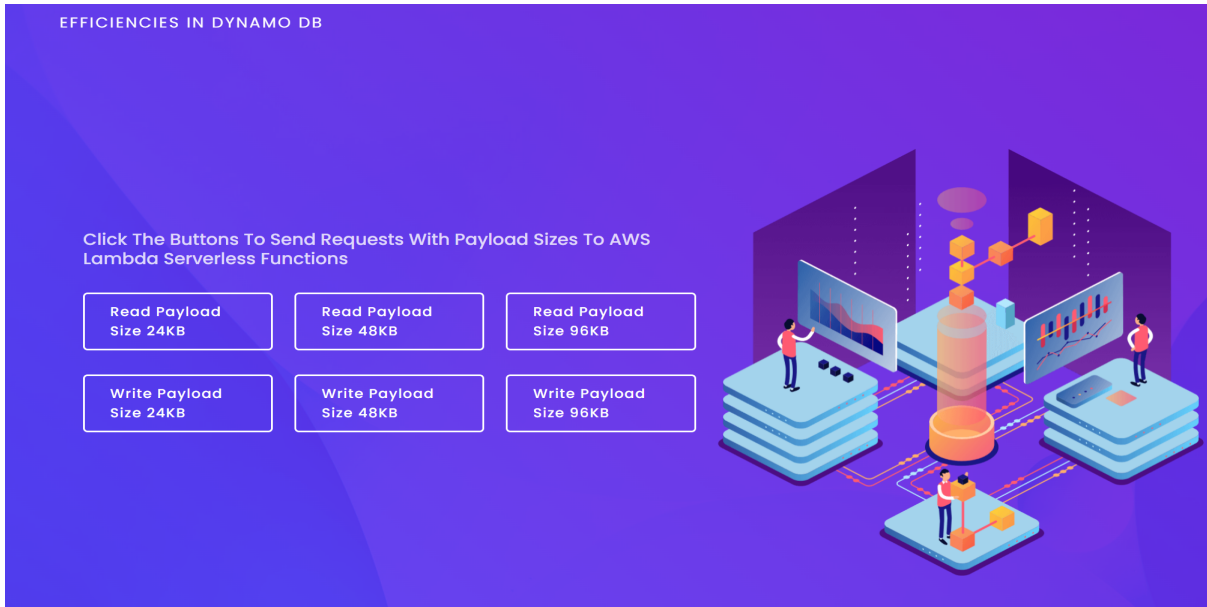 EFFICIENCIES IN DYNAMO DB
Click The Buttons To Send Requests With Payload Sizes To AWS
Lambda Serverless Functions
Read Payload
Size 24KB
Read Payload
Size 48KB
Read Payload
Size 96KB
Write Payload
Size 24KB
Write Payload
Size 48KB
Write Payload
Size 96KB